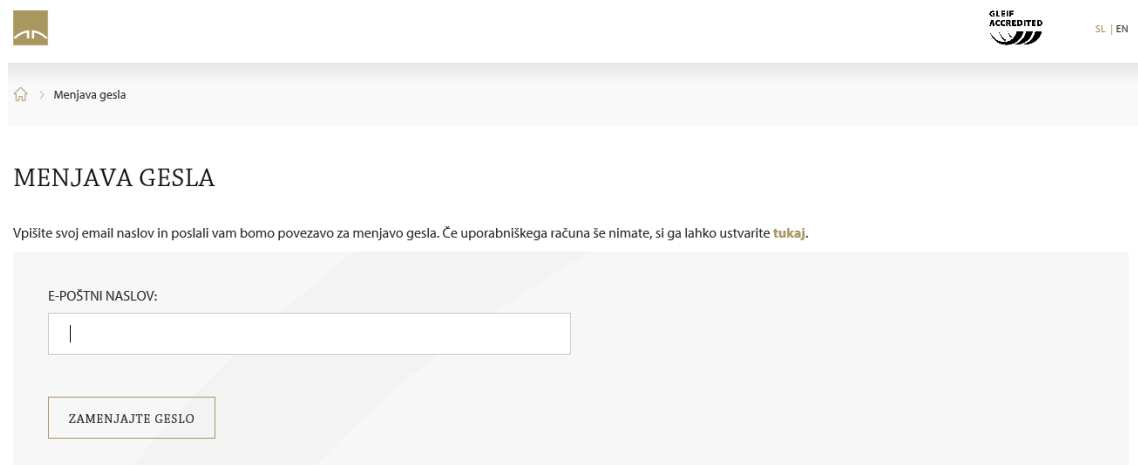 GLEIF
ACCREDITED
SL | EN
Menjava gesla
MENJAVA GESLA
Vpišite svoj email naslov in poslali vam bomo povezavo za menjavo gesla. Če uporabniškega računa še nimate, si ga lahko ustvarite tukaj.
E-POŠTNI NASLOV:
ZAMENJAJTE GESLO